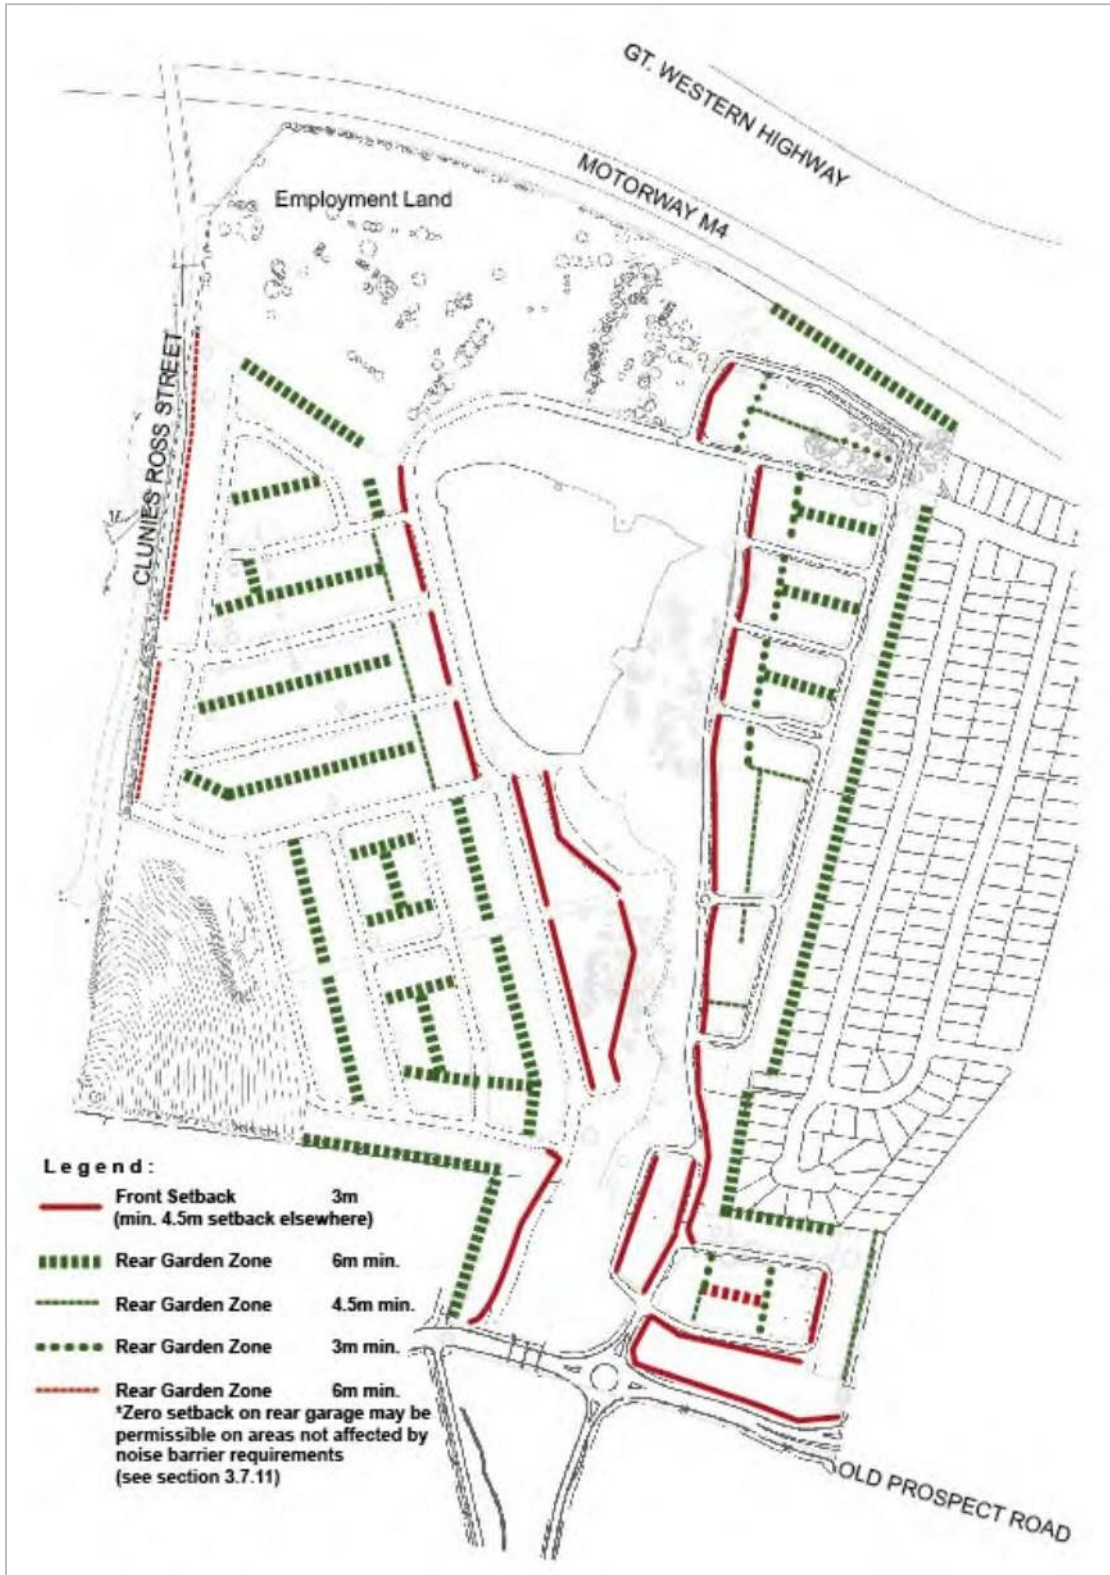 GT. WESTERN HIGHWAY
MOTORWAY M4
Employment Land
CLUNIES ROSS STREET
Legend:
Front Setback 3m
(min. 4.5m setback elsewhere)
Rear Garden Zone 6m min.
Rear Garden Zone 4.5m min.
Rear Garden Zone 3m min.
Rear Garden Zone 6m min.
*Zero setback on rear garage may be
permissible on areas not affected by
noise barrier requirements
(see section 3.7.11)
OLD PROSPECT ROAD